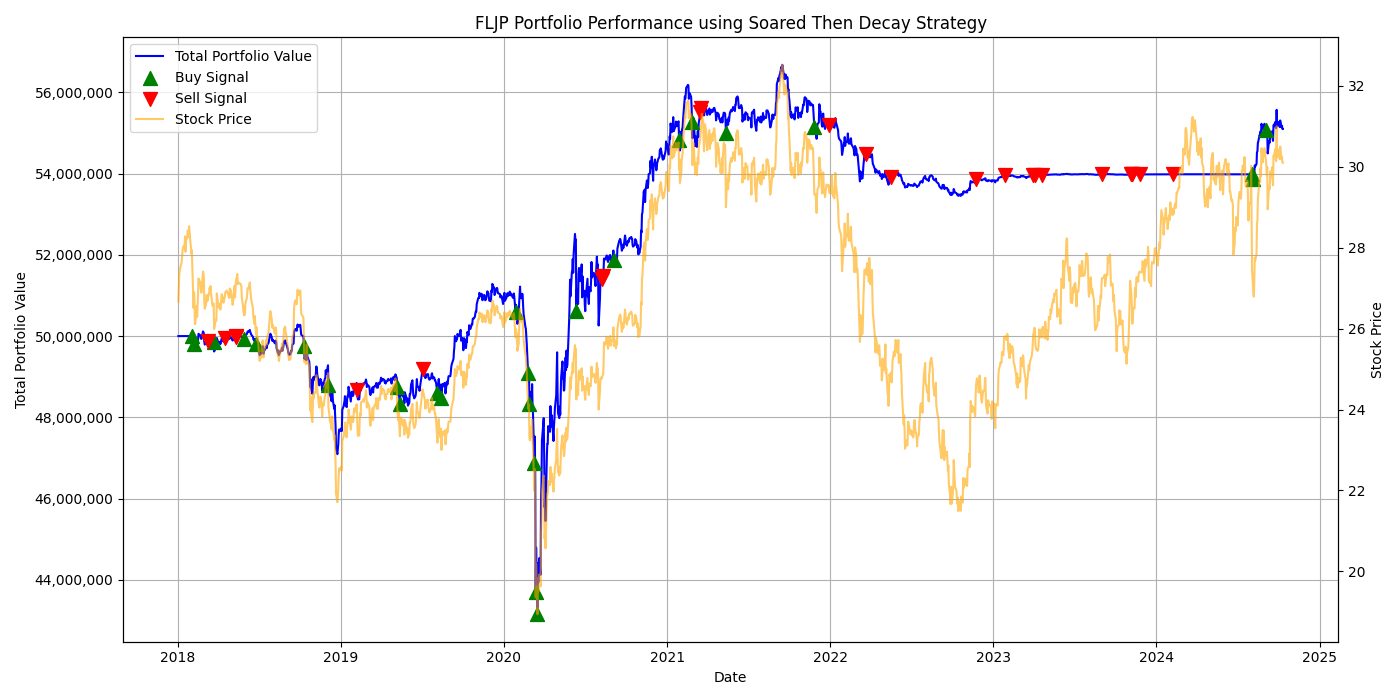 FLJP Portfolio Performance using Soared Then Decay Strategy
Total Portfolio Value
Buy Signal
Sell Signal
Stock Price
56,000,000
54,000,000
52,000,000
50,000,000
48,000,000
46,000,000
44,000,000
Total Portfolio Value
32
30
28
26
24
22
20
Stock Price
2018
2019
2020
2021
2022
2023
2024
2025
Date